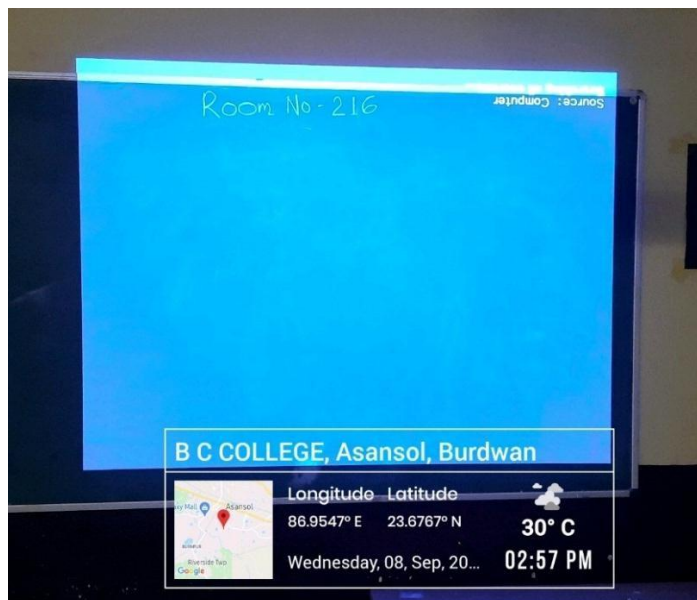 Room No - 216
Source: Computer
B C COLLEGE, Asansol, Burdwan
Longitude Latitude
86.9547° E 23.6767° N
30° C
Wednesday, 08, Sep, 20...
02:57 PM
Asansol
Google